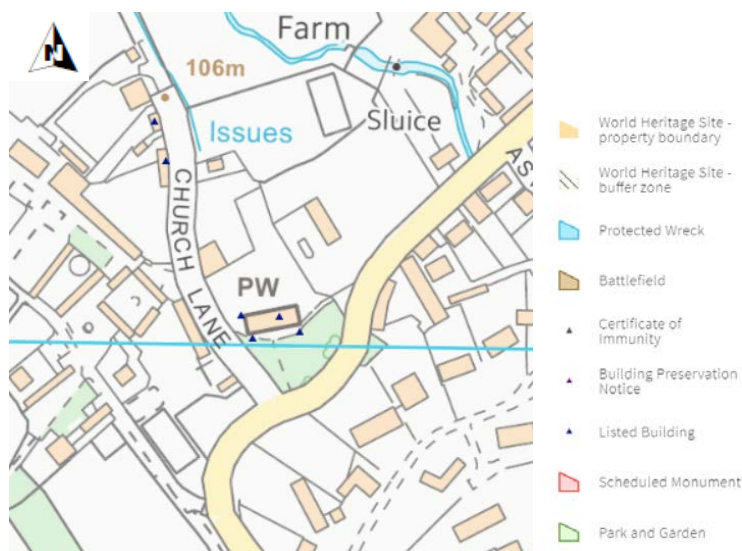 N
Farm
106m
Issues
Sluice
AS
CHURCH LANE
PW
World Heritage Site -
property boundary
World Heritage Site -
buffer zone
Protected Wreck
Battlefield
Certificate of
Immunity
Building Preservation
Notice
Listed Building
Scheduled Monument
Park and Garden